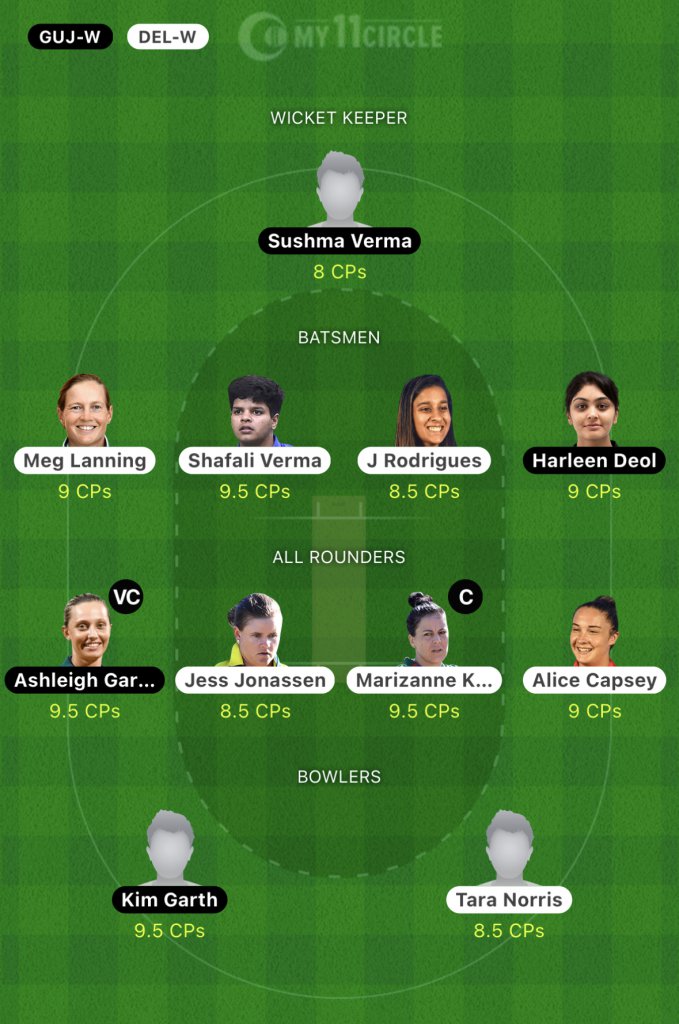 GUJ-W DEL-W MY11CIRCLE
WICKET KEEPER
Sushma Verma
8 CPs
BATSMEN
Meg Lanning Shafali Verma J Rodrigues Harleen Deol
9 CPs 9.5 CPs 8.5 CPs 9 CPs
ALL ROUNDERS
VC C
Ashleigh Gar... Jess Jonassen Marizanne K... Alice Capsey
9.5 CPs 8.5 CPs 9.5 CPs 9 CPs
BOWLERS
Kim Garth Tara Norris
9.5 CPs 8.5 CPs